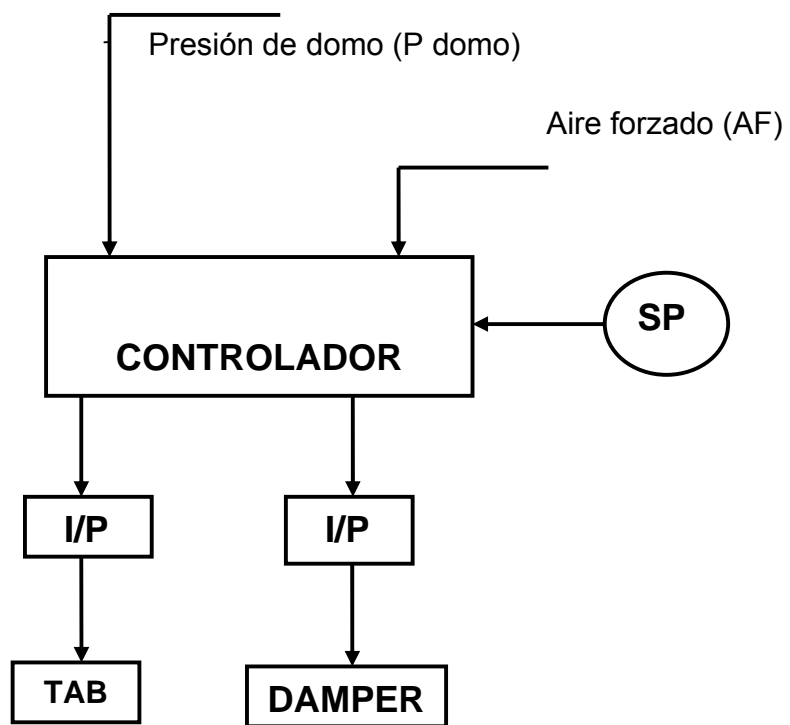 Presión de domo (P domo)
Aire forzado (AF)
SP
CONTROLADOR
I/P
I/P
TAB
DAMPER